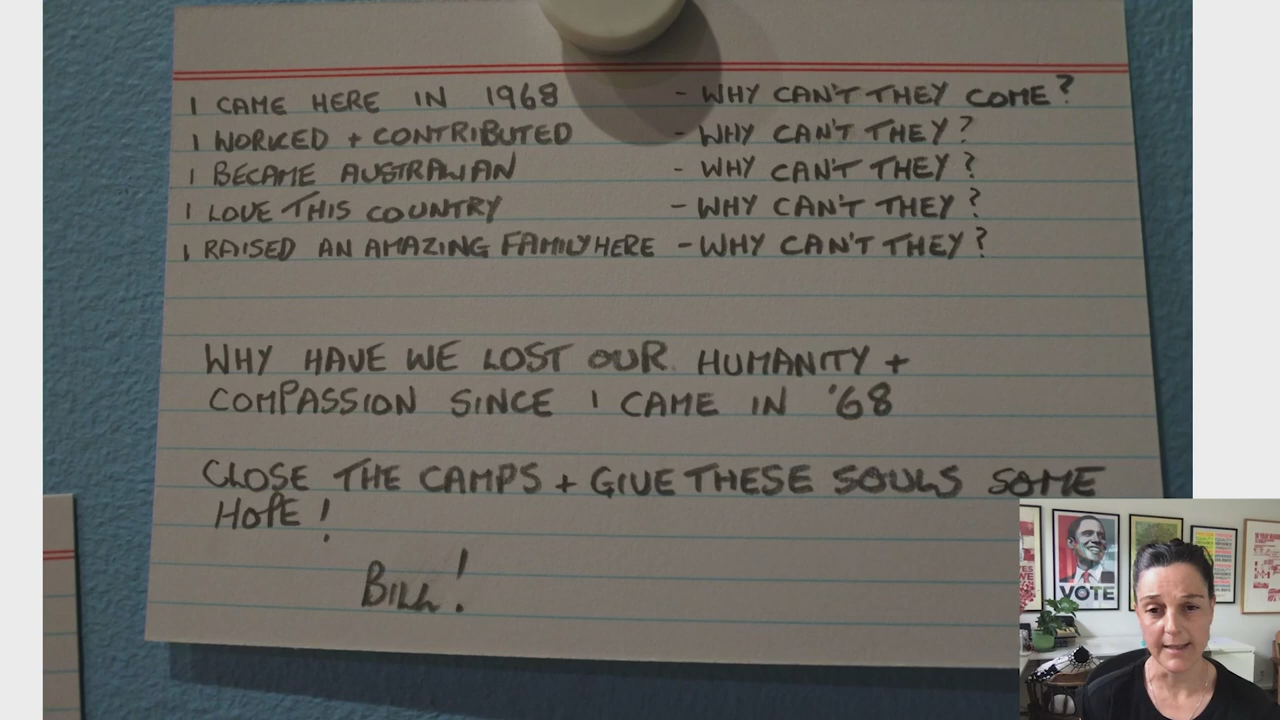 I CAME HERE IN 1968 - WHY CAN'T THEY COME?
I WORKED + CONTRIBUTED - WHY CAN'T THEY?
I BECAME AUSTRALIAN - WHY CAN'T THEY?
I LOVE THIS COUNTRY - WHY CAN'T THEY?
I RAISED AN AMAZING FAMILY HERE - WHY CAN'T THEY?
WHY HAVE WE LOST OUR HUMANITY +
COMPASSION SINCE I CAME IN '68
CLOSE THE CAMPS + GIVE THESE SOULS SOME
HOPE!
BILL!
VOTE